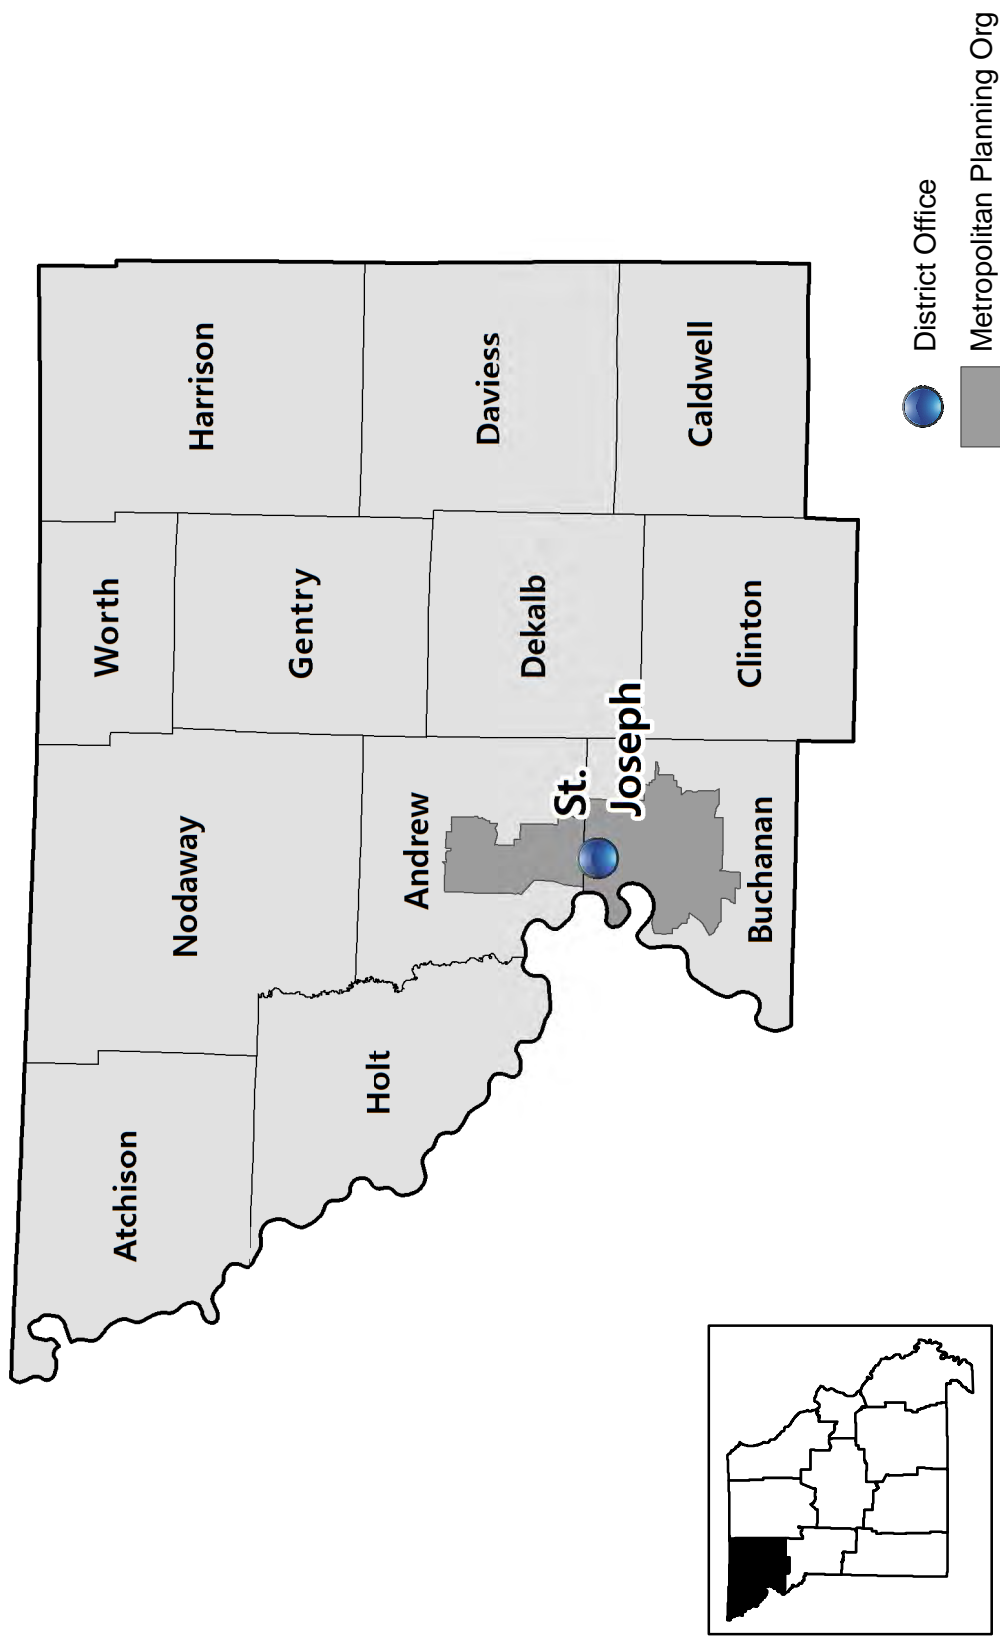 Atchison
Nodaway
Worth
Harrison
Holt
Andrew
Gentry
Daviess
Dekalb
St.
Joseph
Buchanan
Clinton
Caldwell
District Office
Metropolitan Planning Org